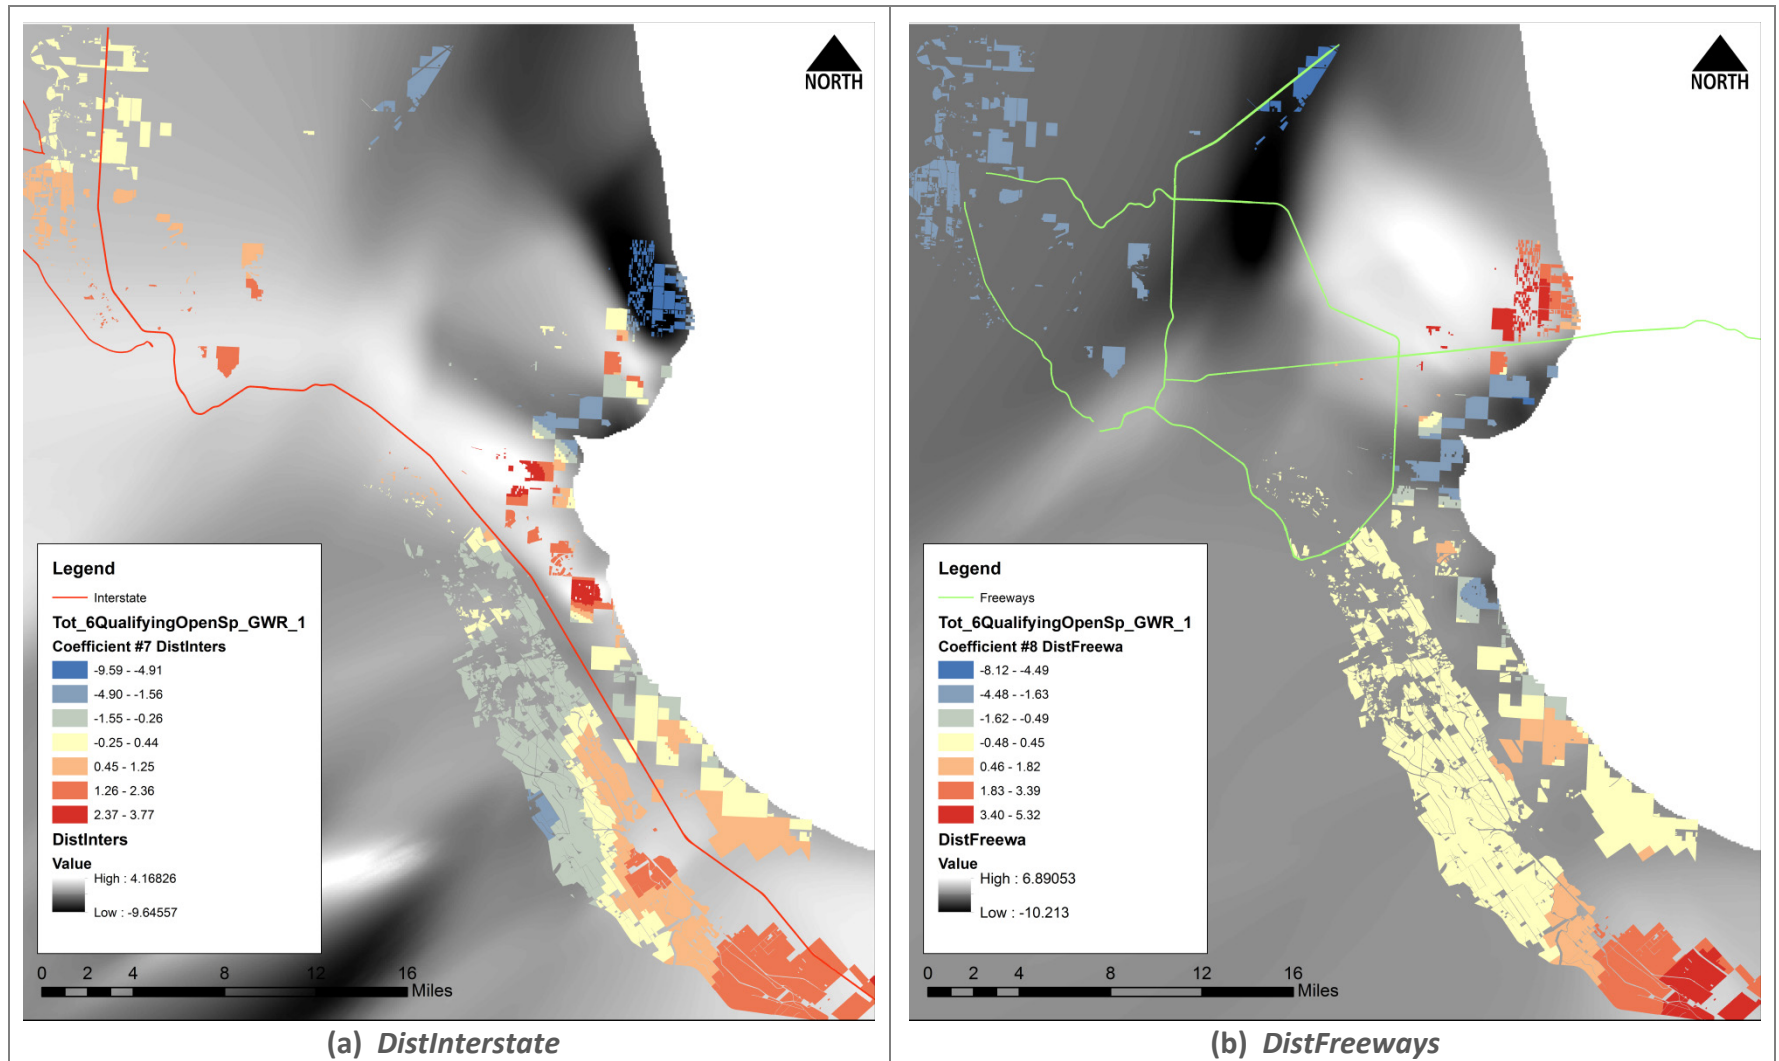 NORTH
Legend
Interstate
Tot_6QualifyingOpenSp_GWR_1
Coefficient #7 DistInters
-9.59 - -4.91
-4.90 - -1.56
-1.55 - -0.26
-0.25 - 0.44
0.45 - 1.25
1.26 - 2.36
2.37 - 3.77
DistInters
Value
High : 4.16826
Low : -9.64557
0 2 4 8 12 16
Miles
(a) DistInterstate
NORTH
Legend
Freeways
Tot_6QualifyingOpenSp_GWR_1
Coefficient #8 DistFreewa
-8.12 - -4.49
-4.48 - -1.63
-1.62 - -0.49
-0.48 - 0.45
0.46 - 1.82
1.83 - 3.39
3.40 - 5.32
DistFreewa
Value
High : 6.89053
Low : -10.213
0 2 4 8 12 16
Miles
(b) DistFreeways